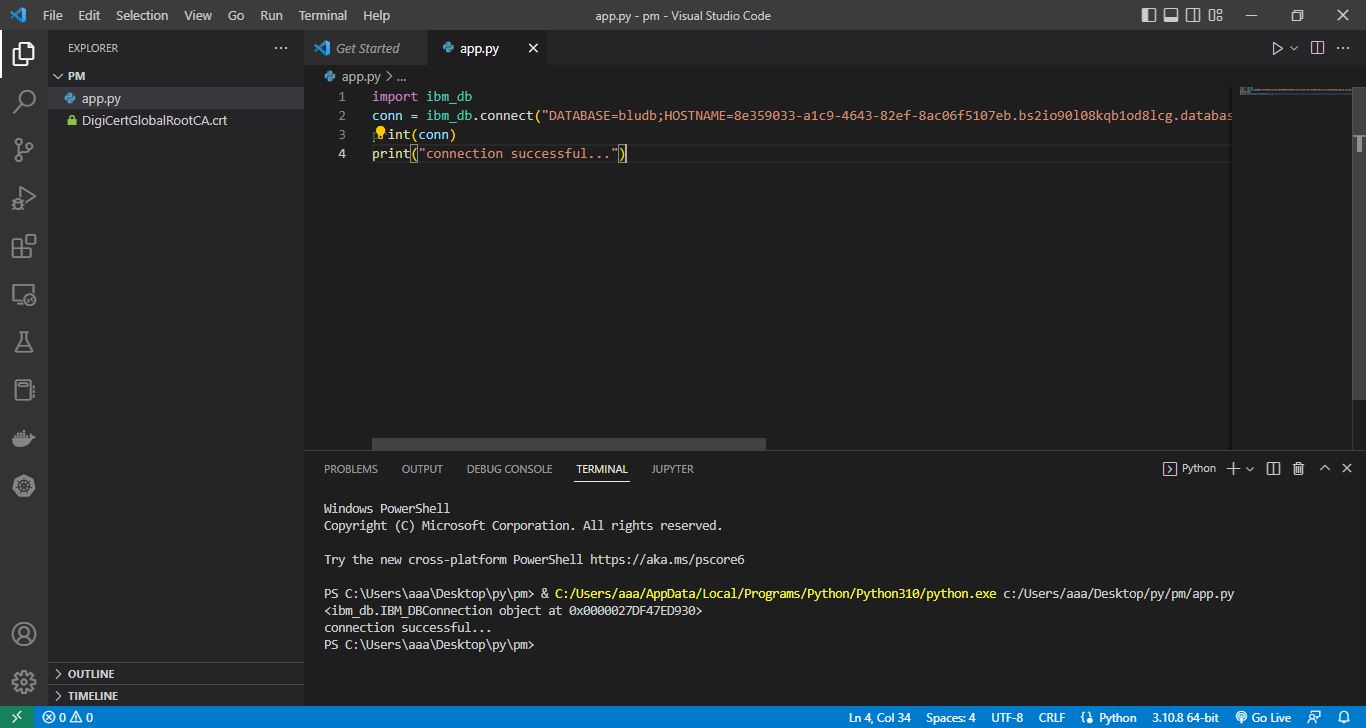 File Edit Selection View Go Run Terminal Help
app.py - pm - Visual Studio Code
EXPLORER
PM
app.py
DigiCertGlobalRootCA.crt
OUTLINE
TIMELINE
Get Started
app.py
app.py > ...
1 import ibm_db
2 conn = ibm_db.connect("DATABASE=bludb;HOSTNAME=8e359033-a1c9-4643-82ef-8ac06f5107eb.bs2io90l08kqb1od8lcg.databas
3 print(conn)
4 print("connection successful...")
PROBLEMS OUTPUT DEBUG CONSOLE TERMINAL JUPYTER
Python
Windows PowerShell
Copyright (C) Microsoft Corporation. All rights reserved.
Try the new cross-platform PowerShell https://aka.ms/pscore6
PS C:\Users\aaa\Desktop\py\pm> & C:/Users/aaa/AppData/Local/Programs/Python/Python310/python.exe c:/Users/aaa/Desktop/py/pm/app.py
<ibm_db.IBM_DBConnection object at 0x0000027DF47ED930>
connection successful...
PS C:\Users\aaa\Desktop\py\pm>
0 0
Ln 4, Col 34 Spaces: 4 UTF-8 CRLF Python 3.10.8 64-bit Go Live